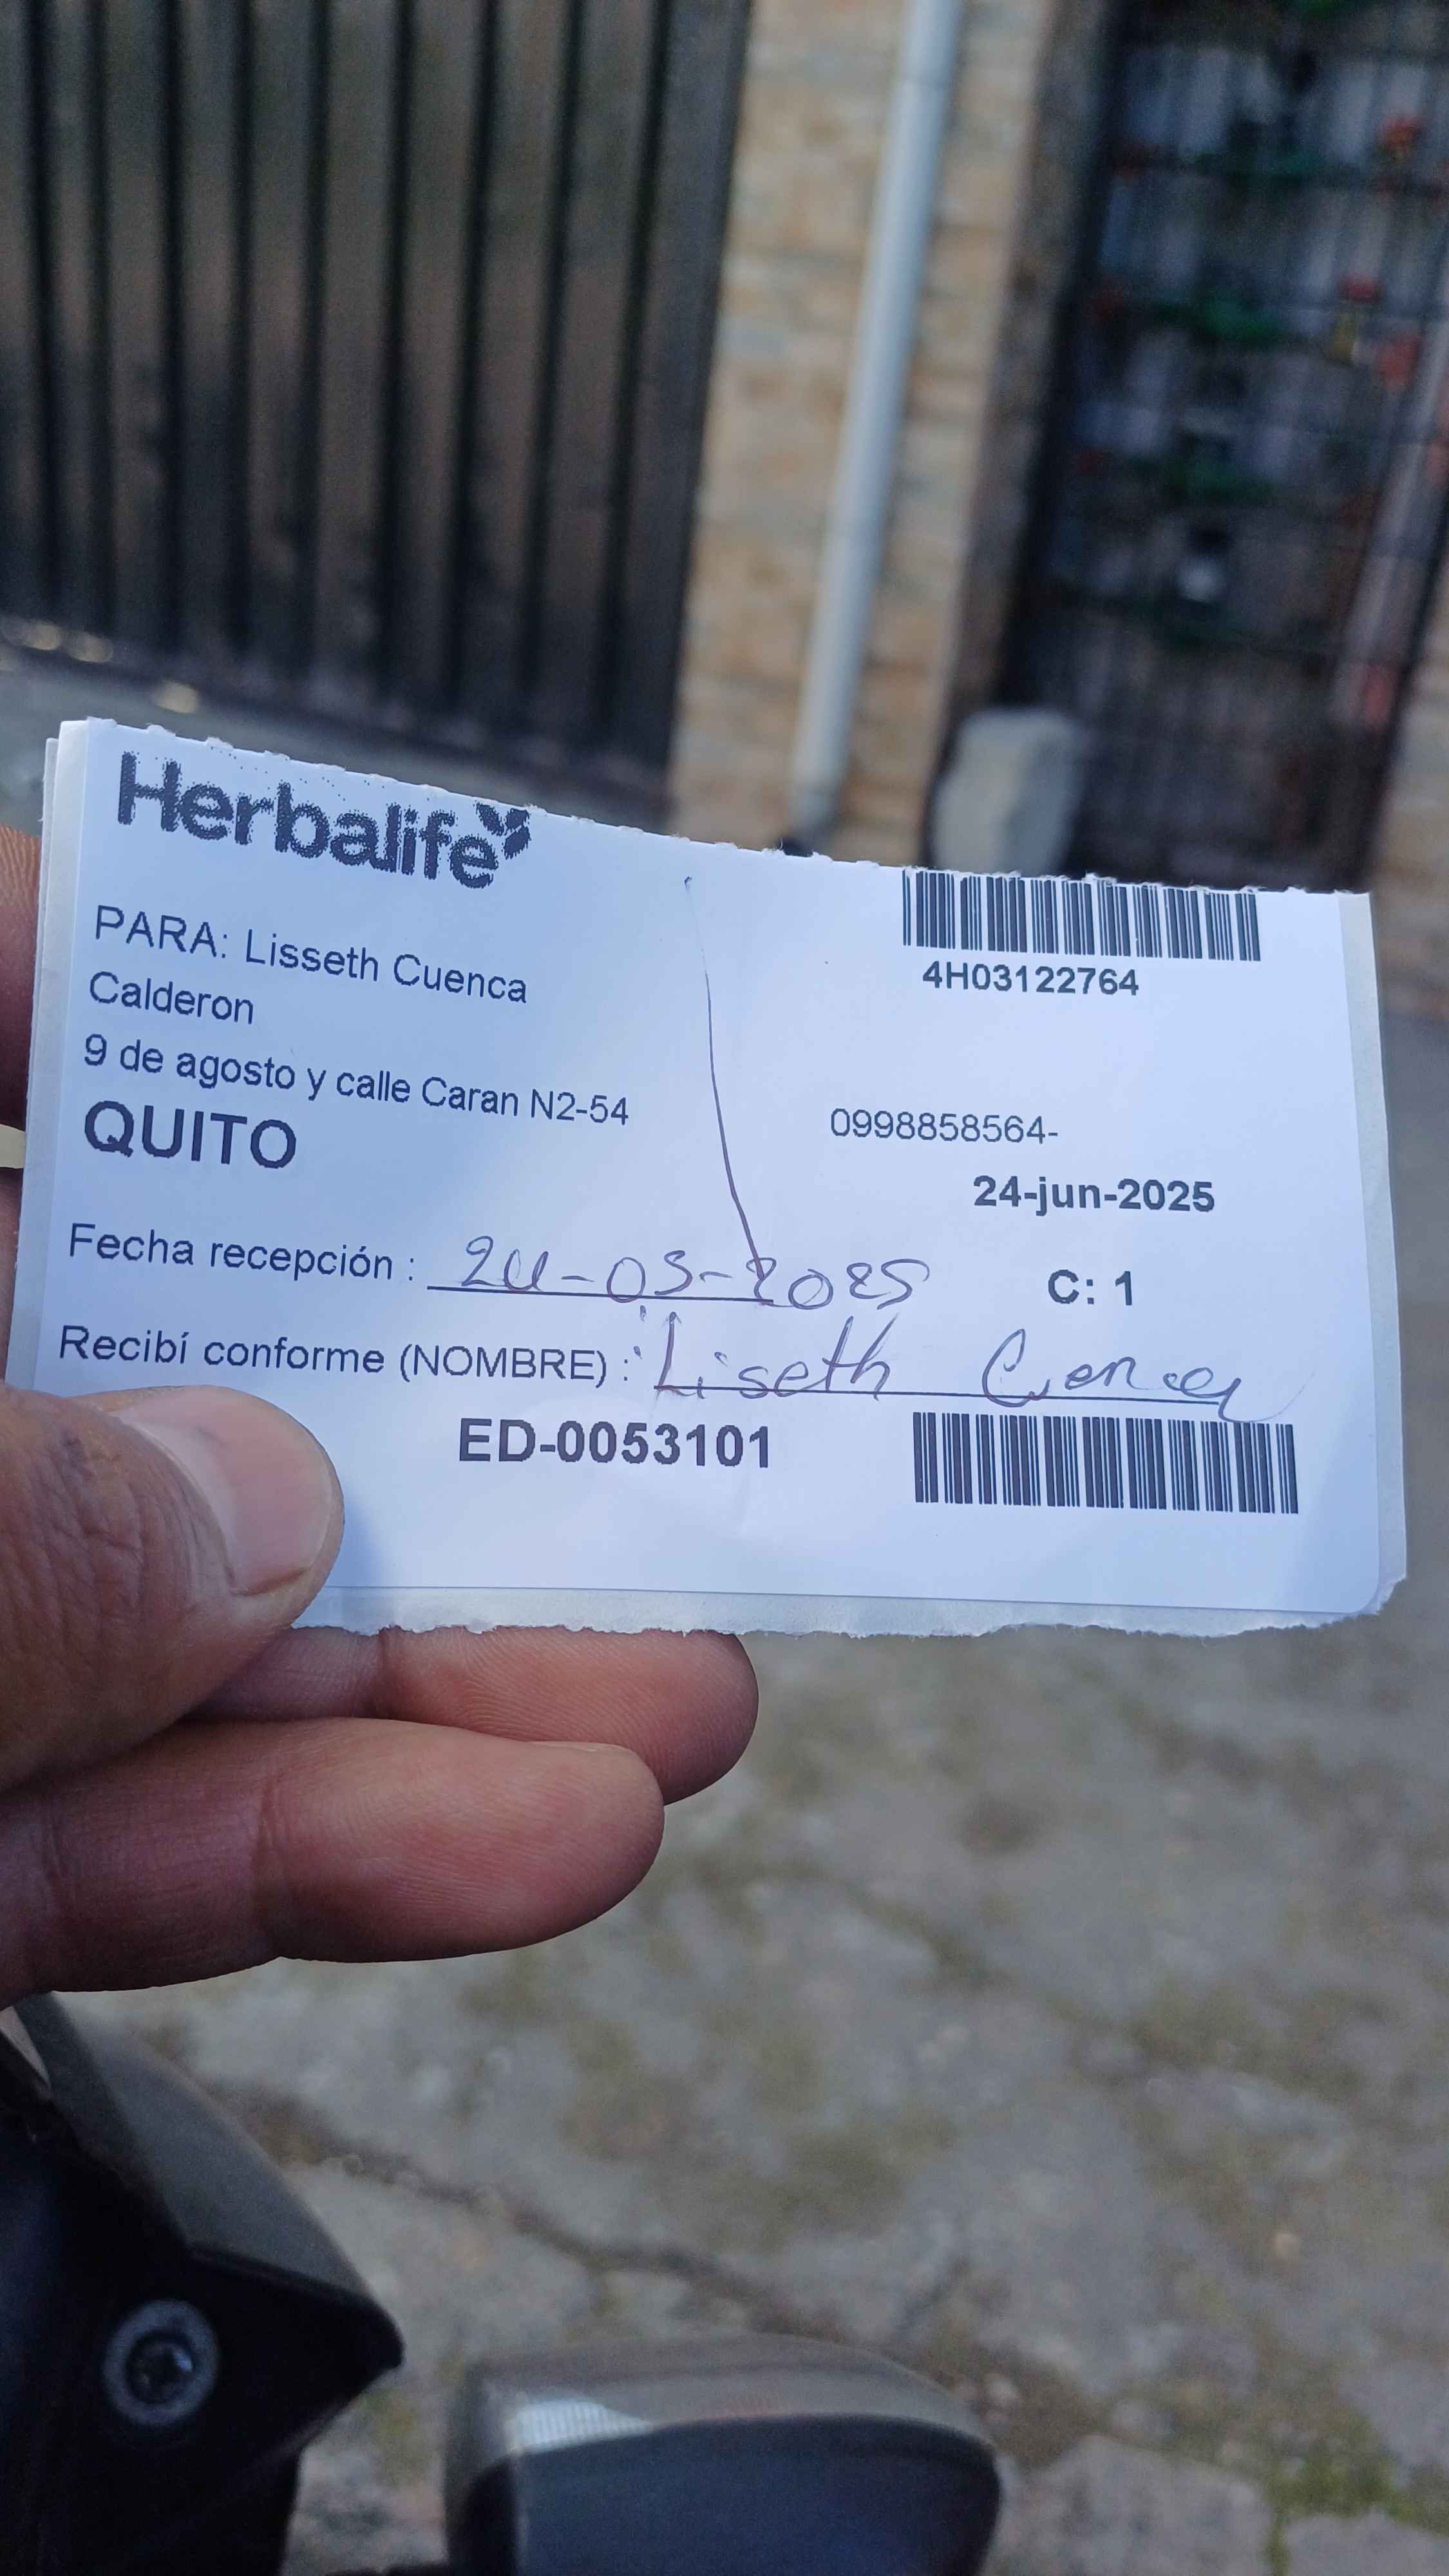 Herbalife
PARA: Lisseth Cuenca
Calderon
9 de agosto y calle Caran N2-54
QUITO
4H03122764
0998858564-
24-jun-2025
Fecha recepción : 24-05-2025
C: 1
Recibí conforme (NOMBRE) : Liseth Cuenca
ED-0053101